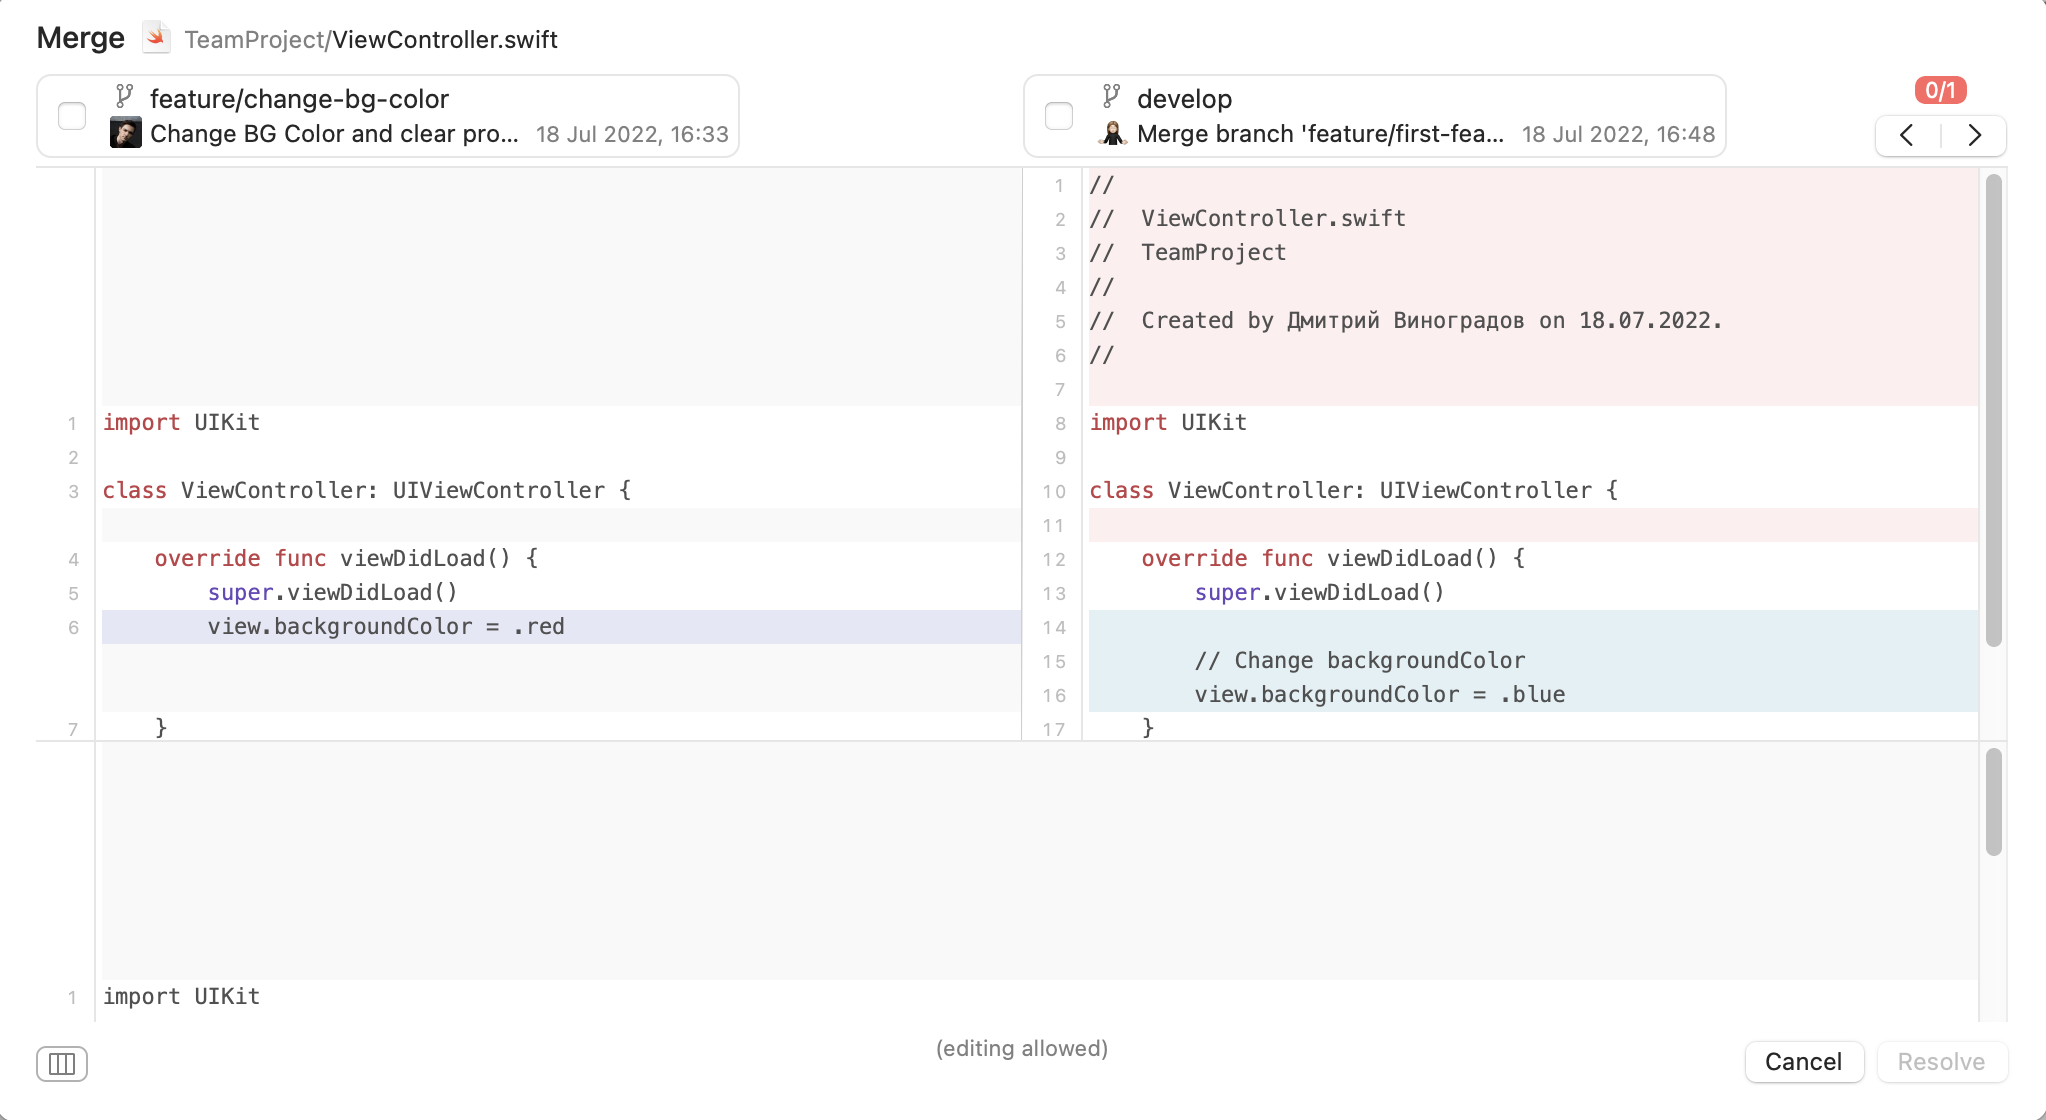 Merge TeamProject/ViewController.swift
feature/change-bg-color
Change BG Color and clear pro... 18 Jul 2022, 16:33
develop
Merge branch 'feature/first-fea... 18 Jul 2022, 16:48
0/1
1 import UIKit
2
3 class ViewController: UIViewController {
4     override func viewDidLoad() {
5         super.viewDidLoad()
6         view.backgroundColor = .red
7     }
1 //
2 //  ViewController.swift
3 //  TeamProject
4 //
5 //  Created by Дмитрий Виноградов on 18.07.2022.
6 //
7
8 import UIKit
9
10 class ViewController: UIViewController {
11
12     override func viewDidLoad() {
13         super.viewDidLoad()
14
15         // Change backgroundColor
16         view.backgroundColor = .blue
17     }
1 import UIKit
(editing allowed)
Cancel Resolve